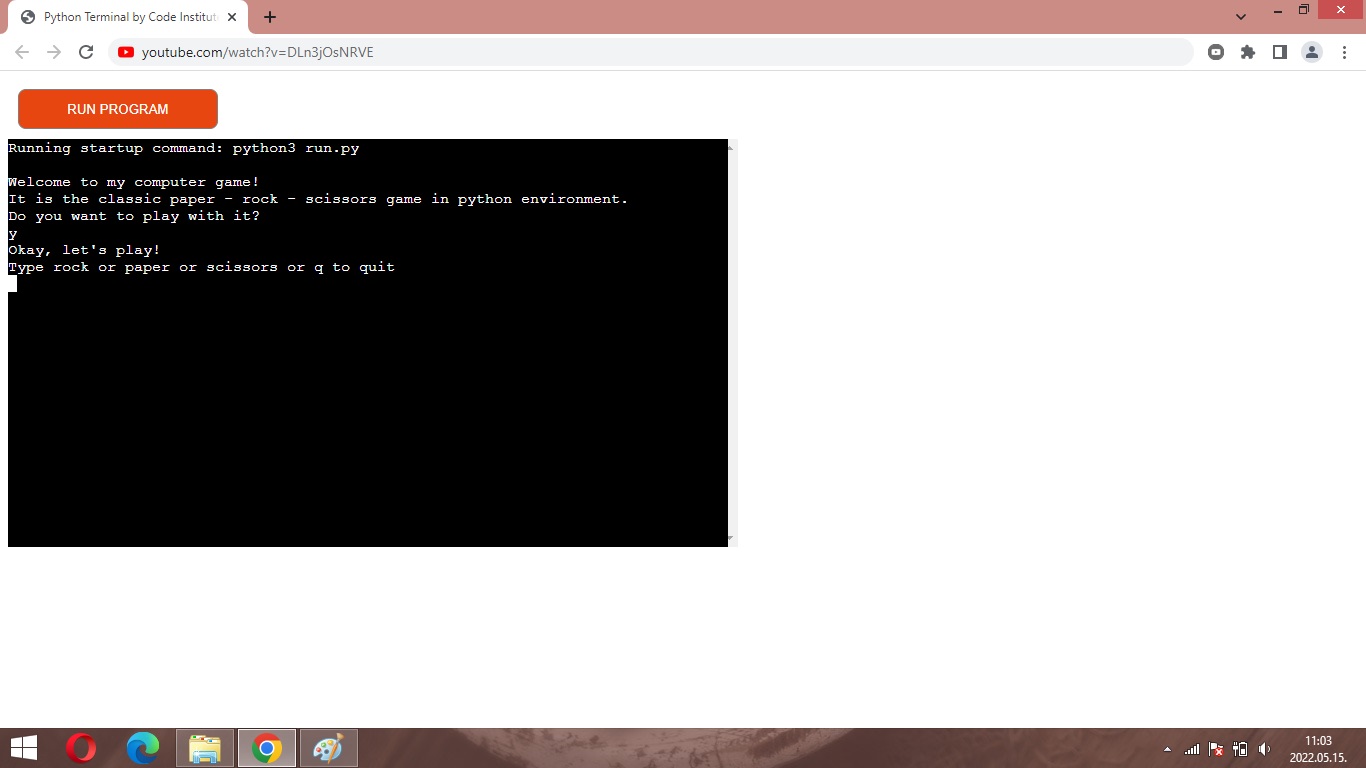 Python Terminal by Code Institut
youtube.com/watch?v=DLn3jOsNRVE
RUN PROGRAM
Running startup command: python3 run.py
Welcome to my computer game!
It is the classic paper - rock - scissors game in python environment.
Do you want to play with it?
y
Okay, let's play!
Type rock or paper or scissors or q to quit
11:03
2022.05.15.